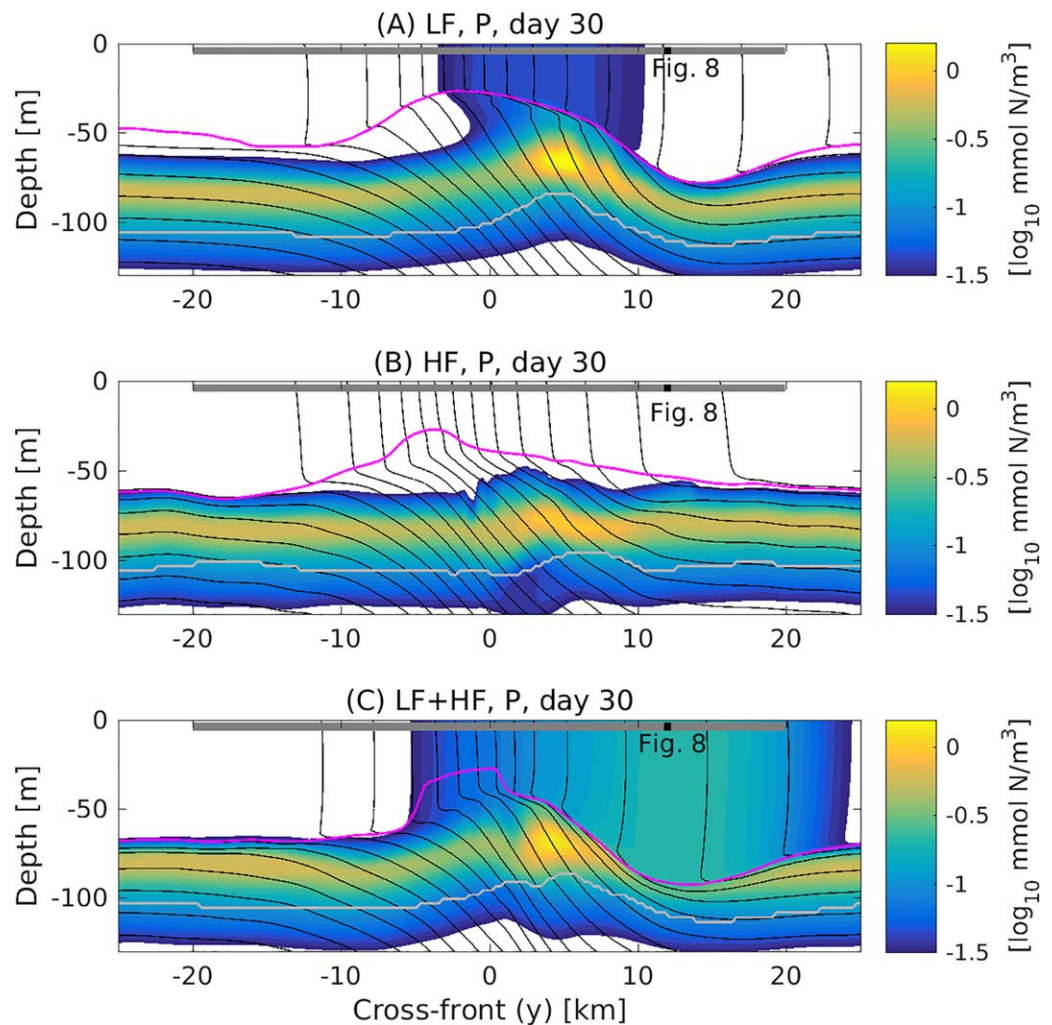 (A) LF, P, day 30
0
-50
-100
Depth [m]
Fig. 8
-20 -10 0 10 20
0
-0.5
-1
-1.5
[log10 mmol N/m³]
(B) HF, P, day 30
0
-50
-100
Depth [m]
Fig. 8
-20 -10 0 10 20
0
-0.5
-1
-1.5
[log10 mmol N/m³]
(C) LF+HF, P, day 30
0
-50
-100
Depth [m]
Fig. 8
-20 -10 0 10 20
Cross-front (y) [km]
0
-0.5
-1
-1.5
[log10 mmol N/m³]